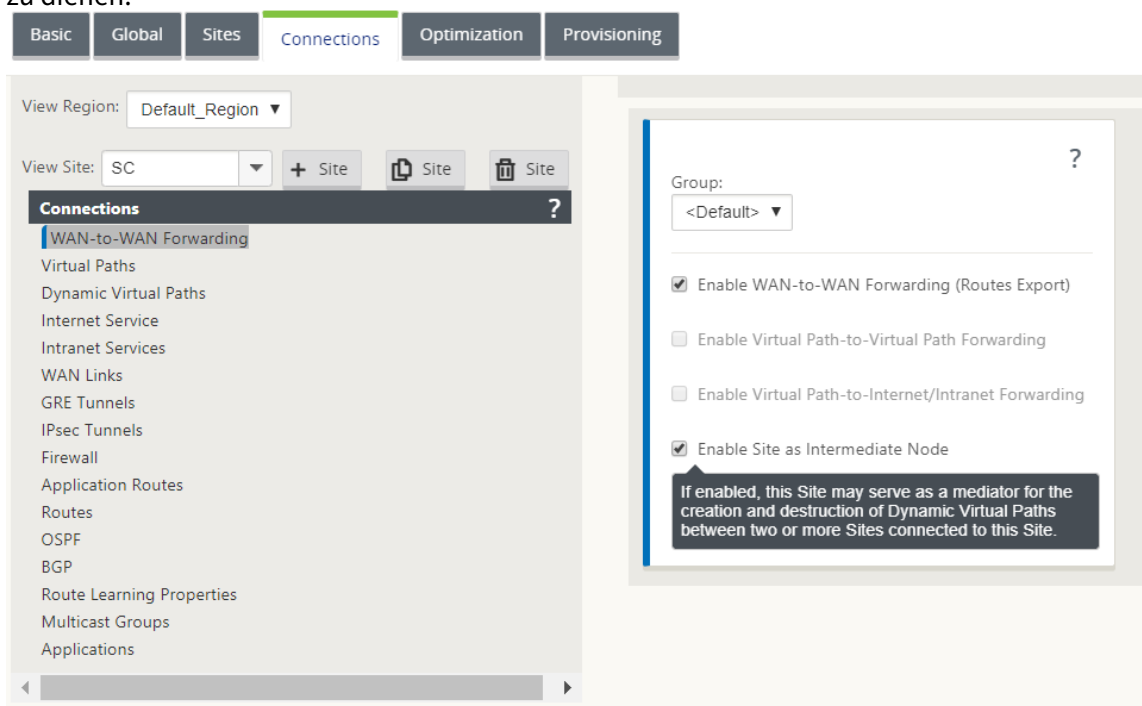 zu dienen.
Basic Global Sites Connections Optimization Provisioning
View Region: Default_Region
View Site: SC + Site Site Site
Connections ?
WAN-to-WAN Forwarding
Virtual Paths
Dynamic Virtual Paths
Internet Service
Intranet Services
WAN Links
GRE Tunnels
IPsec Tunnels
Firewall
Application Routes
Routes
OSPF
BGP
Route Learning Properties
Multicast Groups
Applications
?
Group:
<Default>
Enable WAN-to-WAN Forwarding (Routes Export)
Enable Virtual Path-to-Virtual Path Forwarding
Enable Virtual Path-to-Internet/Intranet Forwarding
Enable Site as Intermediate Node
If enabled, this Site may serve as a mediator for the
creation and destruction of Dynamic Virtual Paths
between two or more Sites connected to this Site.